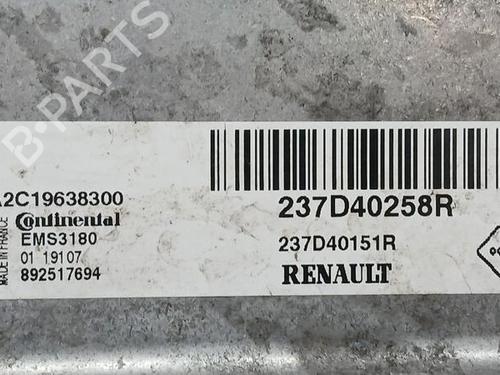 B-PARTS
A2C19638300
Continental
EMS3180
01 19107
892517694
MADE IN FRANCE
237D40258R
237D40151R
RENAULT